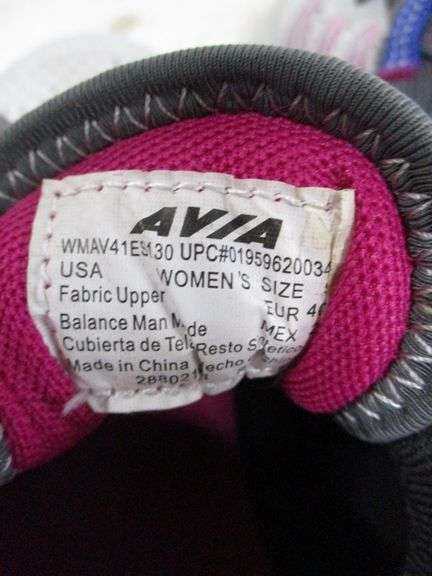 AVIA
WMAV41ES130 UPC#01959620034
USA WOMEN'S SIZE
Fabric Upper EUR 40
Balance Man Made MEX
Cubierta de Tela Resto
Made in China Hecho